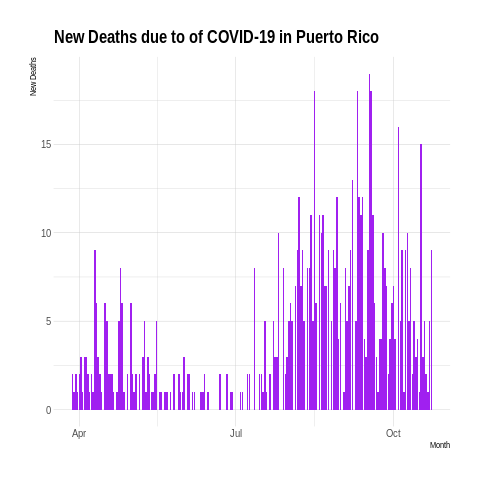 New Deaths due to of COVID-19 in Puerto Rico
New Deaths
15
10
5
0
Apr
Jul
Oct
Month